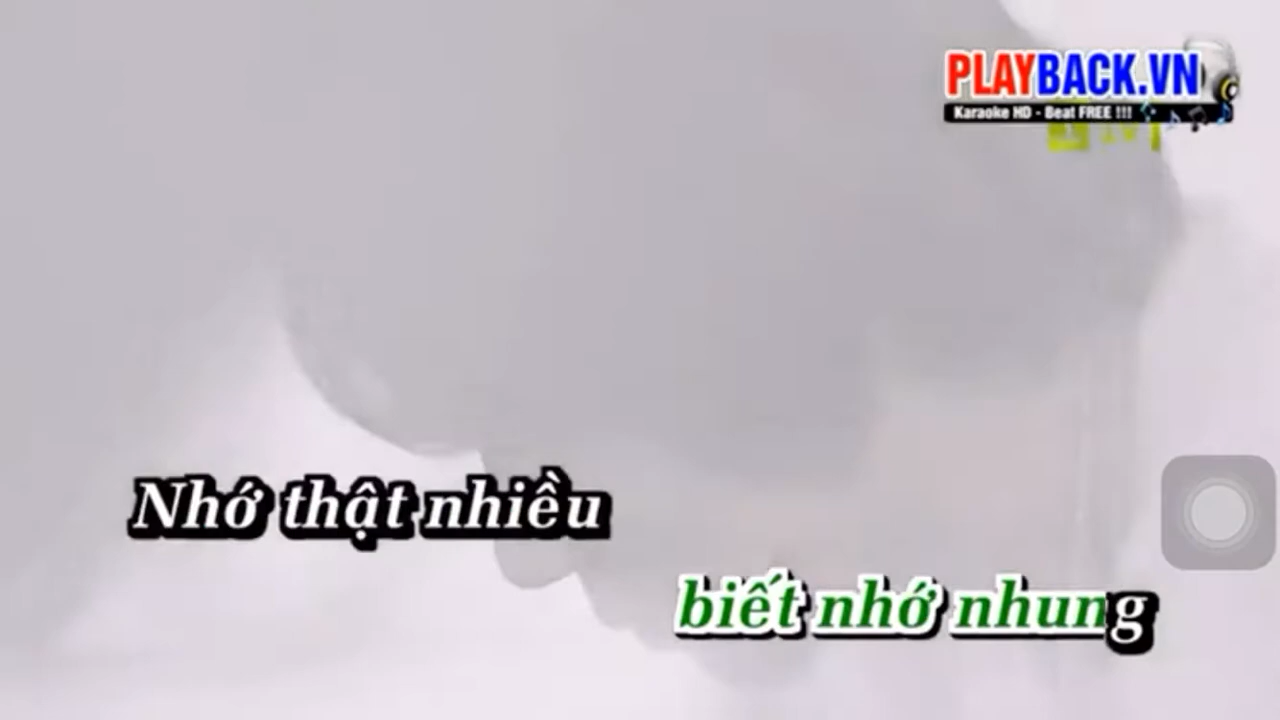 PLAYBACK.VN
Karaoke HD - Beat FREE !!!
Nhớ thật nhiều
biết nhớ nhung